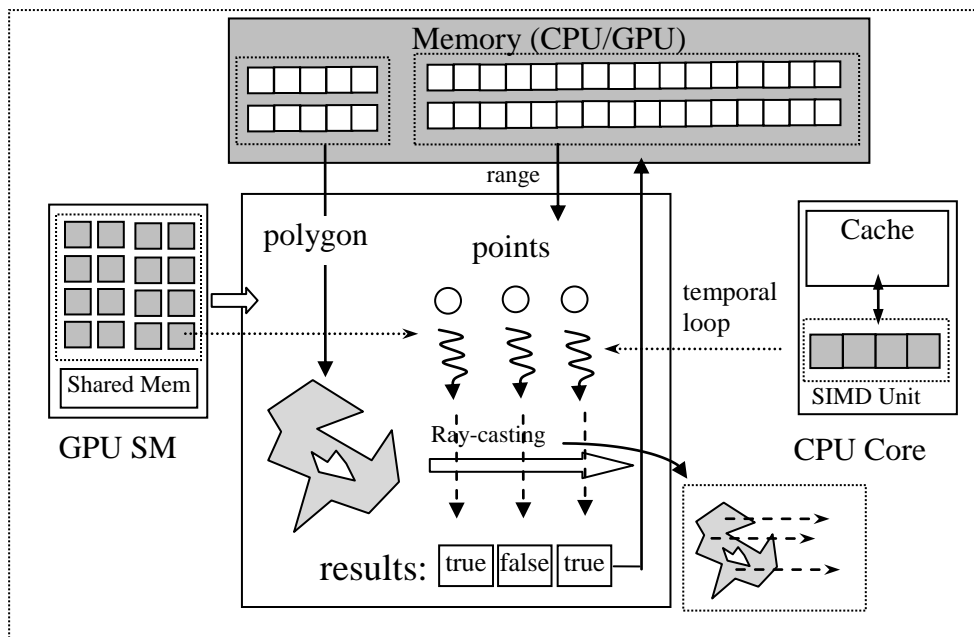 Memory (CPU/GPU)
range
polygon
points
Cache
temporal
loop
Shared Mem
SIMD Unit
GPU SM
CPU Core
Ray-casting
results:
true
false
true